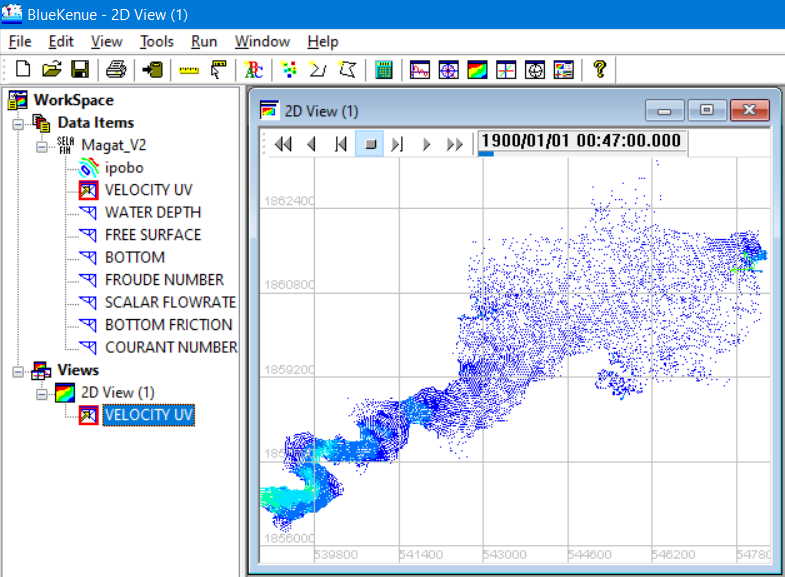 BlueKenue - 2D View (1)
File Edit View Tools Run Window Help
WorkSpace
Data Items
SELA FIN Magat_V2
ipobo
VELOCITY UV
WATER DEPTH
FREE SURFACE
BOTTOM
FROUDE NUMBER
SCALAR FLOWRATE
BOTTOM FRICTION
COURANT NUMBER
Views
2D View (1)
VELOCITY UV
2D View (1)
1900/01/01 00:47:00.000
1862400
1860800
1859200
1856000
539800 541400 543000 544600 546200